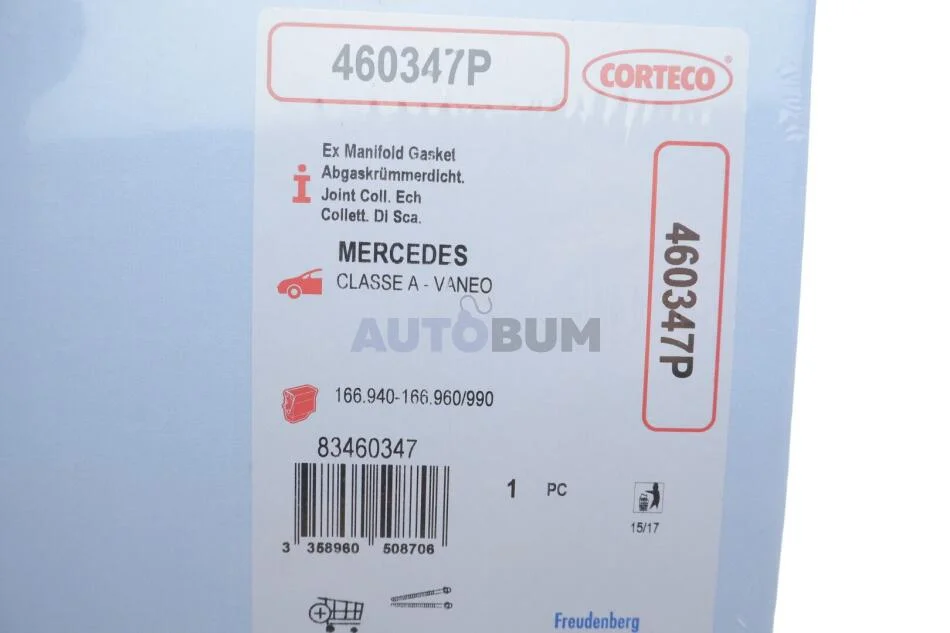 460347P
CORTECO®
Ex Manifold Gasket
Abgaskrümmerdicht.
Joint Coll. Ech
Collett. Di Sca.
MERCEDES
CLASSE A - VANEO
AUTOBUM
166.940-166.960/990
83460347
3 358960 508706
1 PC
15/17
460347P
Freudenberg